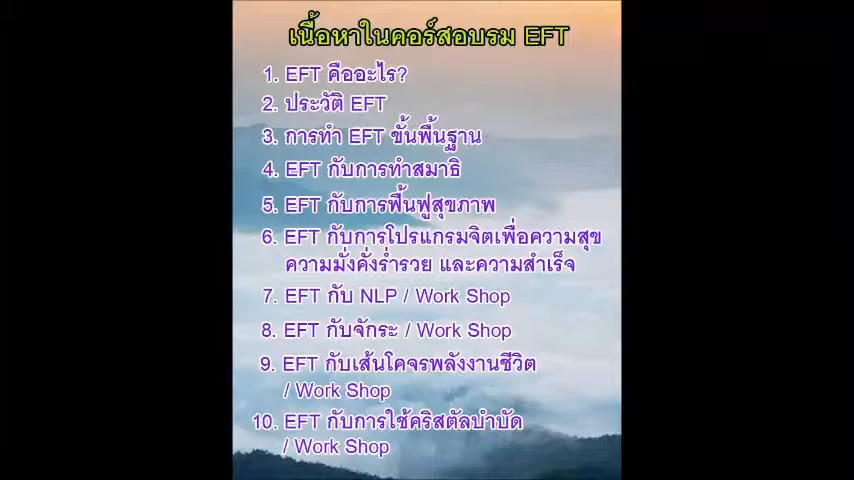 เนื้อหาในคอร์สอบรม EFT
1. EFT คืออะไร?
2. ประวัติ EFT
3. การทำ EFT ขั้นพื้นฐาน
4. EFT กับการทำสมาธิ
5. EFT กับการฟื้นฟูสุขภาพ
6. EFT กับการโปรแกรมจิตเพื่อความสุข
ความมั่งคั่งร่ำรวย และความสำเร็จ
7. EFT กับ NLP / Work Shop
8. EFT กับจักระ / Work Shop
9. EFT กับเส้นโคจรพลังงานชีวิต
/ Work Shop
10. EFT กับการใช้คริสตัลบำบัด
/ Work Shop